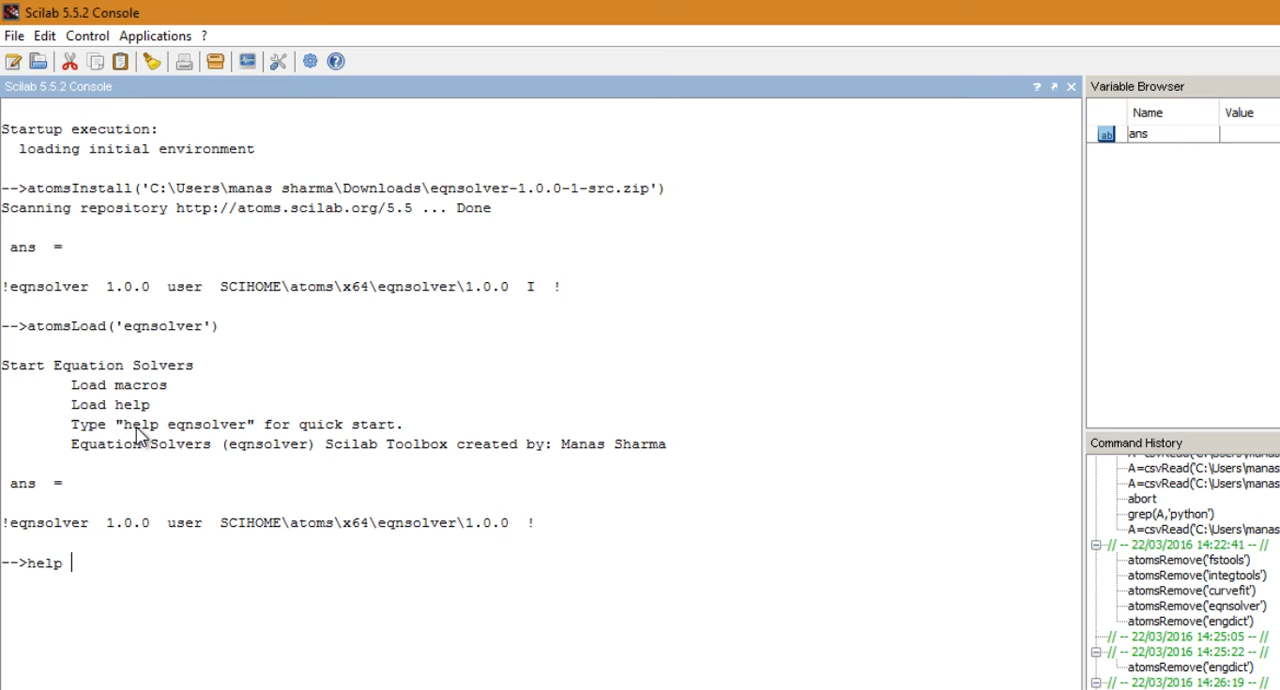 Scilab 5.5.2 Console
File Edit Control Applications ?
Scilab 5.5.2 Console
Startup execution:
loading initial environment
-->atomsInstall('C:\Users\manas sharma\Downloads\eqnsolver-1.0.0-1-src.zip')
Scanning repository http://atoms.scilab.org/5.5 ... Done
ans =
!eqnsolver 1.0.0 user SCIHOME\atoms\x64\eqnsolver\1.0.0 I !
-->atomsLoad('eqnsolver')
Start Equation Solvers
Load macros
Load help
Type "help eqnsolver" for quick start.
Equation Solvers (eqnsolver) Scilab Toolbox created by: Manas Sharma
ans =
!eqnsolver 1.0.0 user SCIHOME\atoms\x64\eqnsolver\1.0.0 !
-->help
Variable Browser
Name Value
ab ans
Command History
A=csvRead('C:\Users\manas
A=csvRead('C:\Users\manas
A=csvRead('C:\Users\manas
abort
grep(A,'python')
A=csvRead('C:\Users\manas
// -- 22/03/2016 14:22:41 -- //
atomsRemove('fstools')
atomsRemove('integtools')
atomsRemove('curvefit')
atomsRemove('eqnsolver')
atomsRemove('engdict')
// -- 22/03/2016 14:25:05 -- //
// -- 22/03/2016 14:25:22 -- //
atomsRemove('engdict')
// -- 22/03/2016 14:26:19 -- //